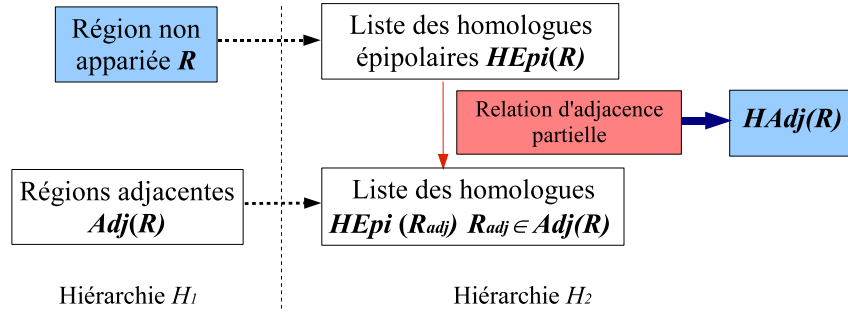 Région non
appariée R
Liste des homologues
épipolaires HEpi(R)
Relation d'adjacence
partielle
HAdj(R)
Régions adjacentes
Adj(R)
Liste des homologues
HEpi (Radj) Radj ∈ Adj(R)
Hiérarchie H1
Hiérarchie H2